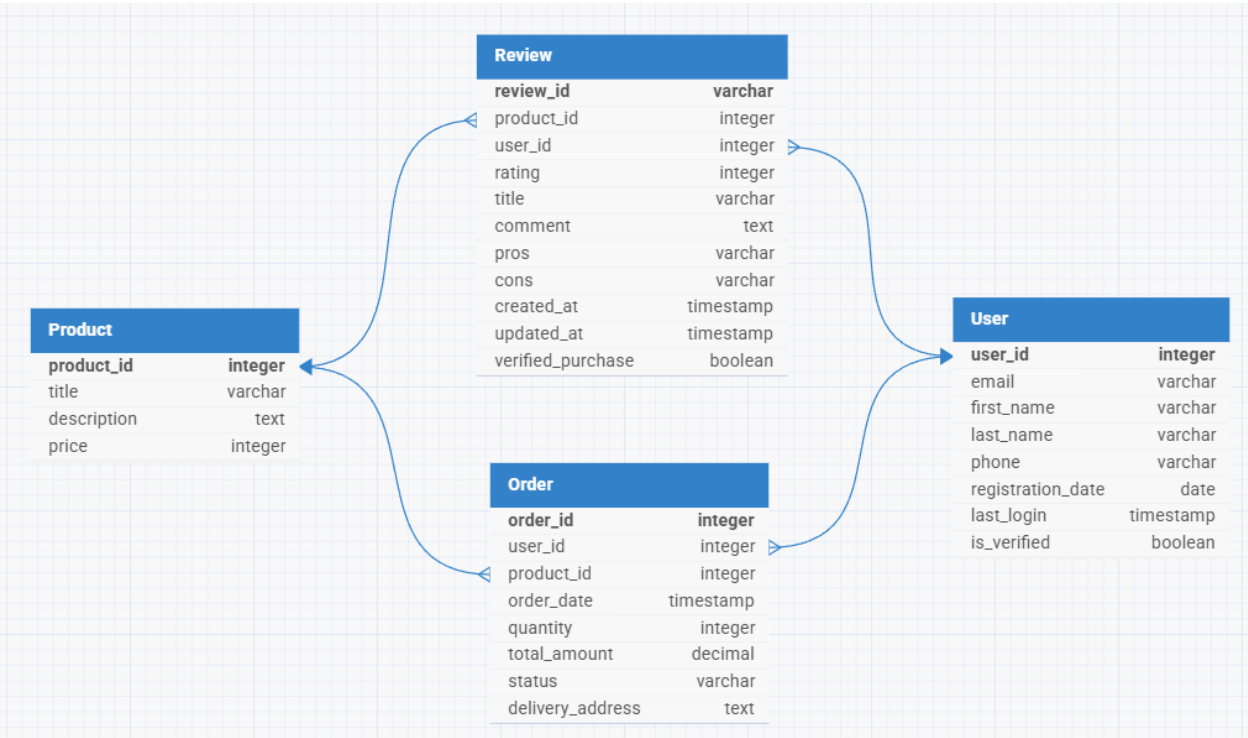 Review
review_id varchar
product_id integer
user_id integer
rating integer
title varchar
comment text
pros varchar
cons varchar
created_at timestamp
updated_at timestamp
verified_purchase boolean
Product
product_id integer
title varchar
description text
price integer
User
user_id integer
email varchar
first_name varchar
last_name varchar
phone varchar
registration_date date
last_login timestamp
is_verified boolean
Order
order_id integer
user_id integer
product_id integer
order_date timestamp
quantity integer
total_amount decimal
status varchar
delivery_address text